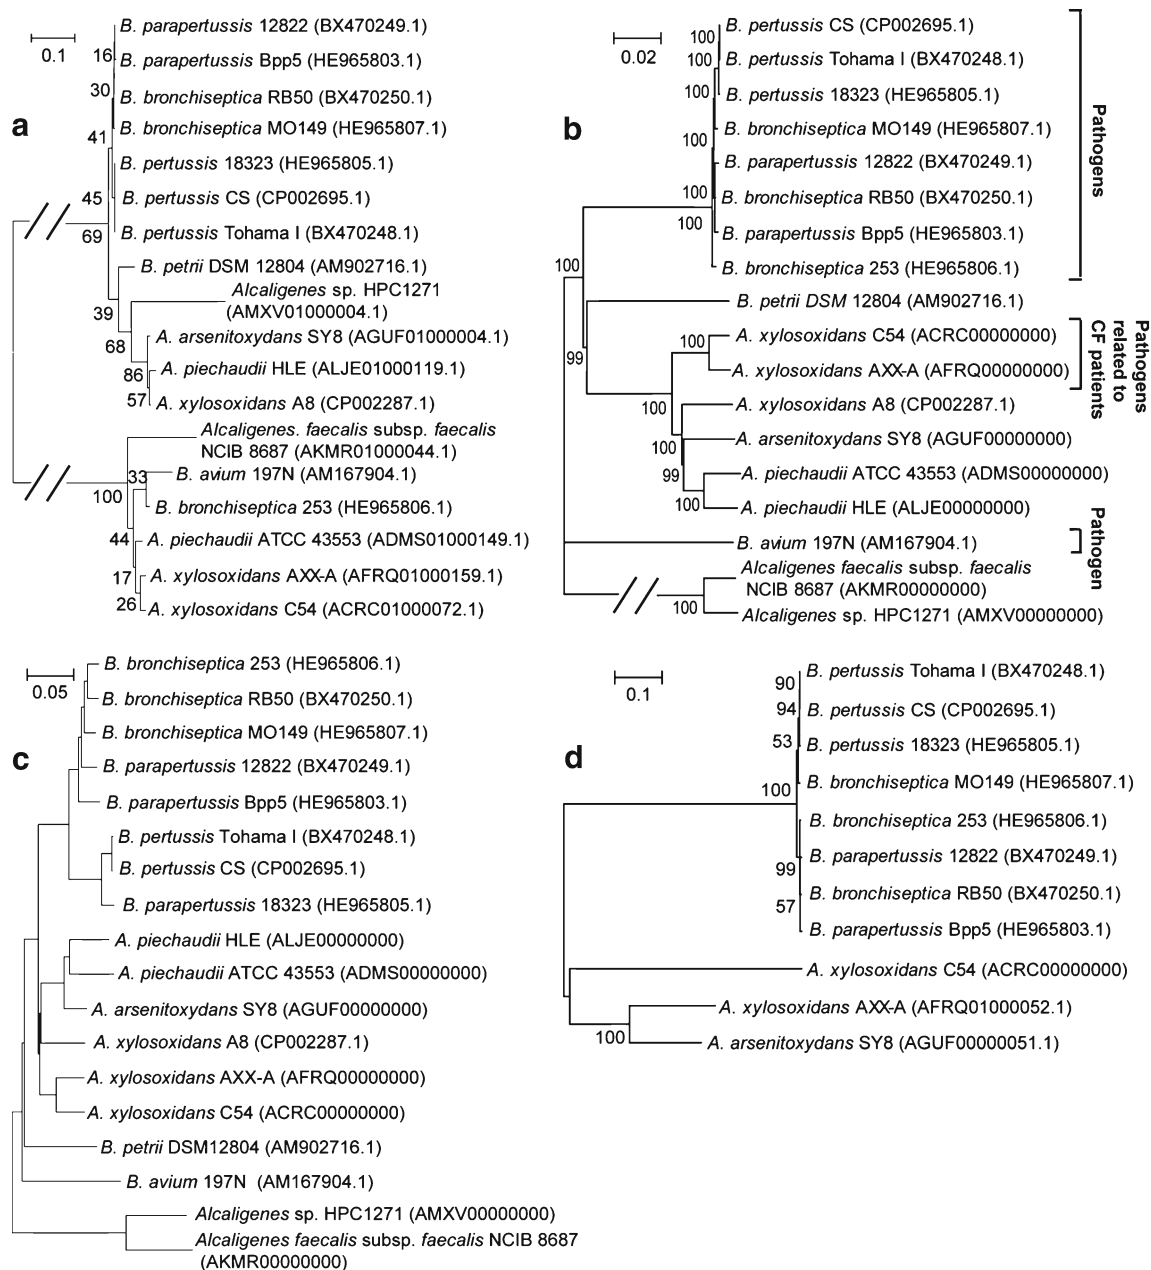 a
0.1
B. parapertussis 12822 (BX470249.1)
16
B. parapertussis Bpp5 (HE965803.1)
30
B. bronchiseptica RB50 (BX470250.1)
41
B. bronchiseptica MO149 (HE965807.1)
B. pertussis 18323 (HE965805.1)
45
B. pertussis CS (CP002695.1)
69
B. pertussis Tohama I (BX470248.1)
B. petrii DSM 12804 (AM902716.1)
39
Alcaligenes sp. HPC1271
(AMXV01000004.1)
68
A. arsenitoxydans SY8 (AGUF01000004.1)
86
A. piechaudii HLE (ALJE01000119.1)
57
A. xylosoxidans A8 (CP002287.1)
Alcaligenes. faecalis subsp. faecalis
NCIB 8687 (AKMR01000044.1)
33
B. avium 197N (AM167904.1)
100
B. bronchiseptica 253 (HE965806.1)
44
A. piechaudii ATCC 43553 (ADMS01000149.1)
17
A. xylosoxidans AXX-A (AFRQ01000159.1)
26
A. xylosoxidans C54 (ACRC01000072.1)
b
0.02
100
B. pertussis CS (CP002695.1)
100
B. pertussis Tohama I (BX470248.1)
100
B. pertussis 18323 (HE965805.1)
100
B. bronchiseptica MO149 (HE965807.1)
B. parapertussis 12822 (BX470249.1)
100
B. bronchiseptica RB50 (BX470250.1)
100
B. parapertussis Bpp5 (HE965803.1)
B. bronchiseptica 253 (HE965806.1)
Pathogens
100
B. petrii DSM 12804 (AM902716.1)
99
100
A. xylosoxidans C54 (ACRC00000000)
A. xylosoxidans AXX-A (AFRQ00000000)
Pathogens
related to
CF patients
100
A. xylosoxidans A8 (CP002287.1)
100
A. arsenitoxydans SY8 (AGUF00000000)
99
A. piechaudii ATCC 43553 (ADMS00000000)
100
A. piechaudii HLE (ALJE00000000)
B. avium 197N (AM167904.1)
Pathogen
Alcaligenes faecalis subsp. faecalis
NCIB 8687 (AKMR00000000)
100
Alcaligenes sp. HPC1271 (AMXV00000000)
c
0.05
B. bronchiseptica 253 (HE965806.1)
B. bronchiseptica RB50 (BX470250.1)
B. bronchiseptica MO149 (HE965807.1)
B. parapertussis 12822 (BX470249.1)
B. parapertussis Bpp5 (HE965803.1)
B. pertussis Tohama I (BX470248.1)
B. pertussis CS (CP002695.1)
B. parapertussis 18323 (HE965805.1)
A. piechaudii HLE (ALJE00000000)
A. piechaudii ATCC 43553 (ADMS00000000)
A. arsenitoxydans SY8 (AGUF00000000)
A. xylosoxidans A8 (CP002287.1)
A. xylosoxidans AXX-A (AFRQ00000000)
A. xylosoxidans C54 (ACRC00000000)
B. petrii DSM12804 (AM902716.1)
B. avium 197N (AM167904.1)
Alcaligenes sp. HPC1271 (AMXV00000000)
Alcaligenes faecalis subsp. faecalis NCIB 8687
(AKMR00000000)
d
0.1
B. pertussis Tohama I (BX470248.1)
90
94
B. pertussis CS (CP002695.1)
53
B. pertussis 18323 (HE965805.1)
100
B. bronchiseptica MO149 (HE965807.1)
B. bronchiseptica 253 (HE965806.1)
B. parapertussis 12822 (BX470249.1)
99
B. bronchiseptica RB50 (BX470250.1)
57
B. parapertussis Bpp5 (HE965803.1)
A. xylosoxidans C54 (ACRC00000000)
A. xylosoxidans AXX-A (AFRQ01000052.1)
100
A. arsenitoxydans SY8 (AGUF00000051.1)